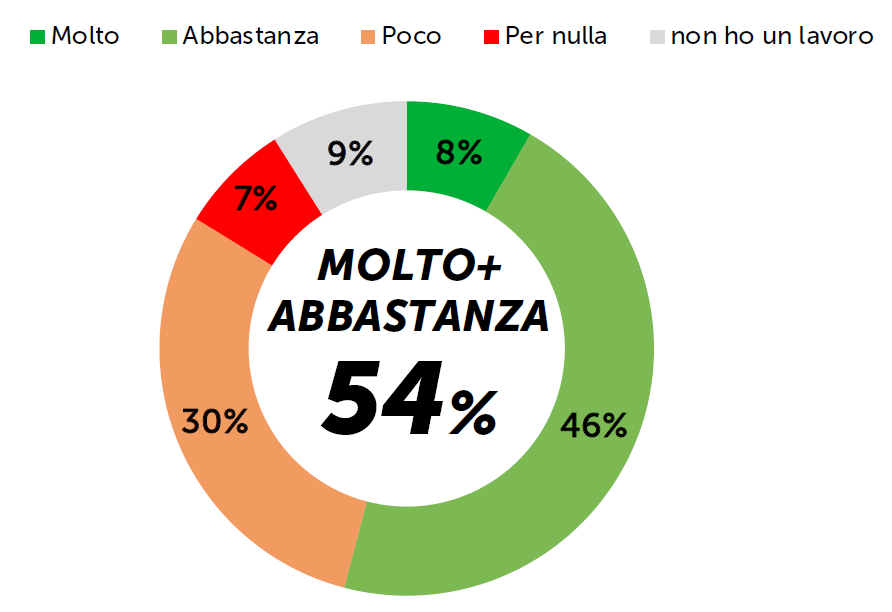 Molto Abbastanza Poco Per nulla non ho un lavoro
9% 8%
7%
MOLTO+
ABBASTANZA
54%
30% 46%